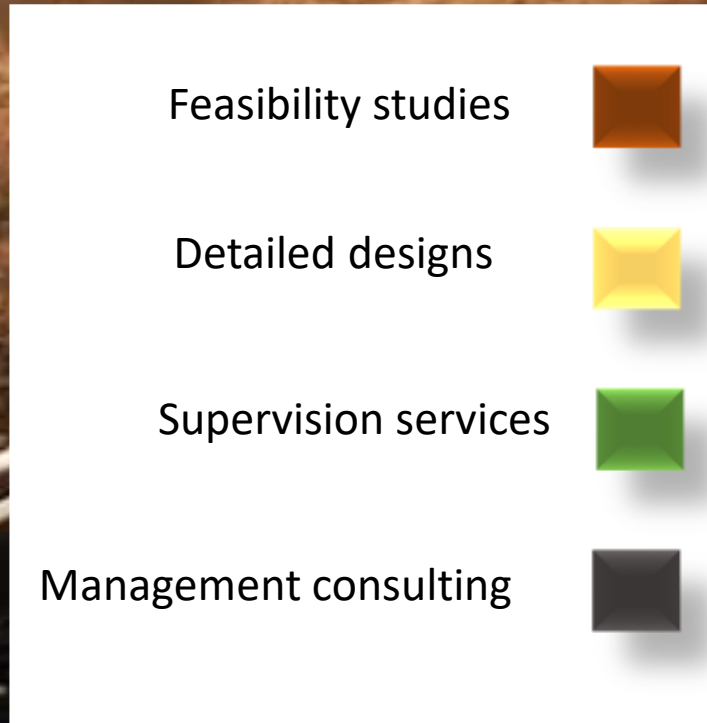 Feasibility studies
Detailed designs
Supervision services
Management consulting